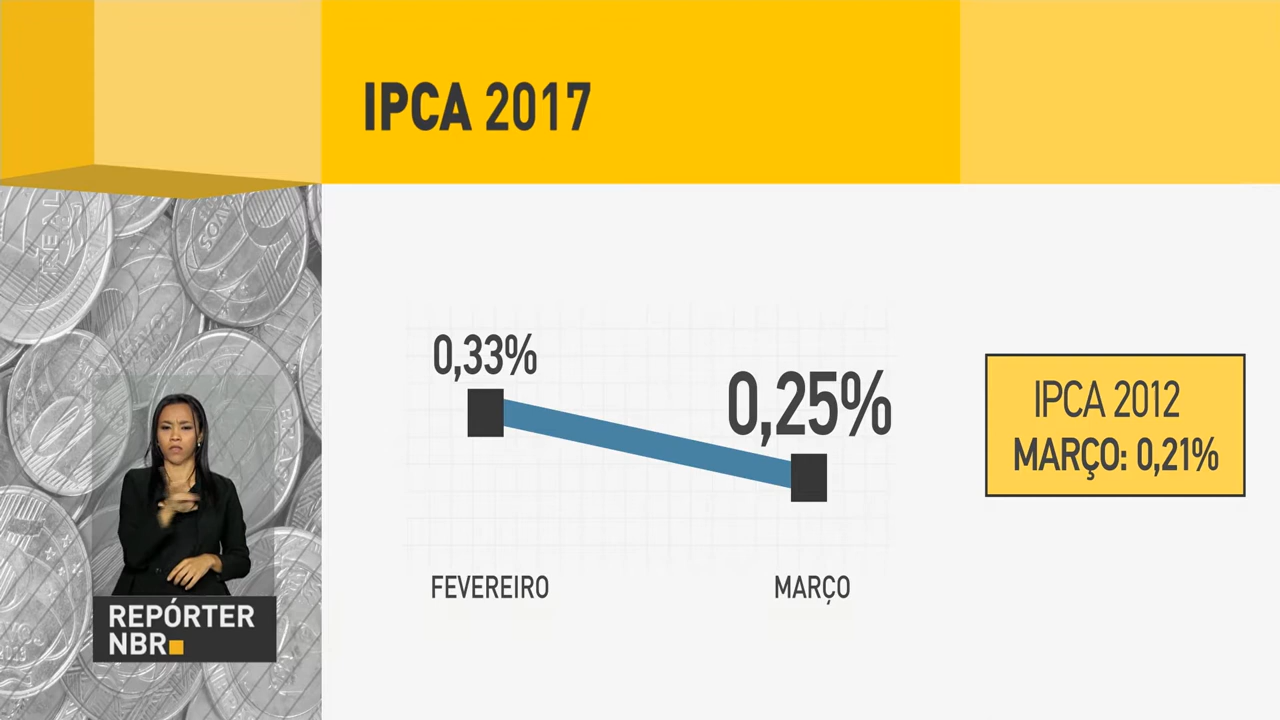 IPCA 2017
0,33%
0,25%
IPCA 2012
MARÇO: 0,21%
FEVEREIRO
MARÇO
REPÓRTER
NBR